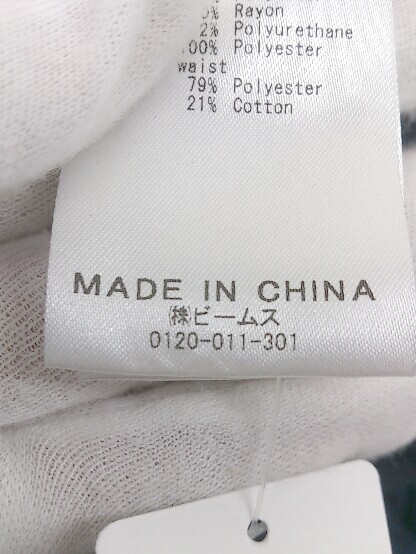 % Rayon
2% Polyurethane
00% Polyester
waist
79% Polyester
21% Cotton
MADE IN CHINA
㈱ビームス
0120-011-301